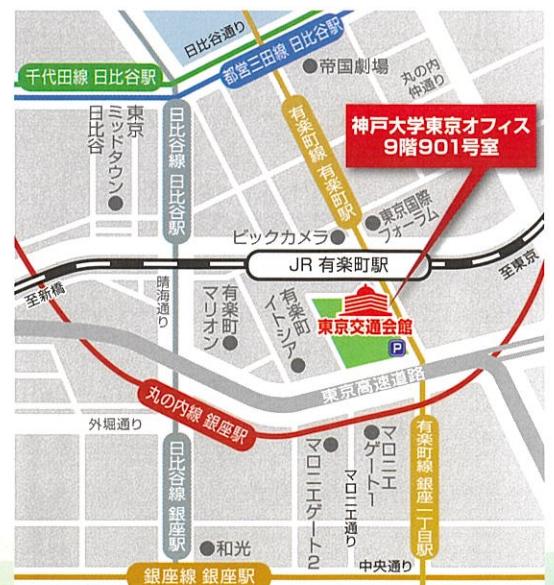 日比谷通り
千代田線 日比谷駅
都営三田線 日比谷駅
帝国劇場
丸の内
仲通り
東京
ミッドタウン
日比谷
日比谷線 日比谷駅
有楽町線 有楽町駅
神戸大学東京オフィス
9階901号室
ビックカメラ
東京国際
フォーラム
JR 有楽町駅
至東京
至新橋
晴海通り
有楽町
マリオン
有楽町
イトシア
東京交通会館
P
東京高速道路
丸の内線 銀座駅
外堀通り
日比谷線 銀座駅
マロニエゲート2
マロニエ通り
マロニエ
ゲート1
有楽町線 銀座一丁目駅
和光
中央通り
銀座線 銀座駅